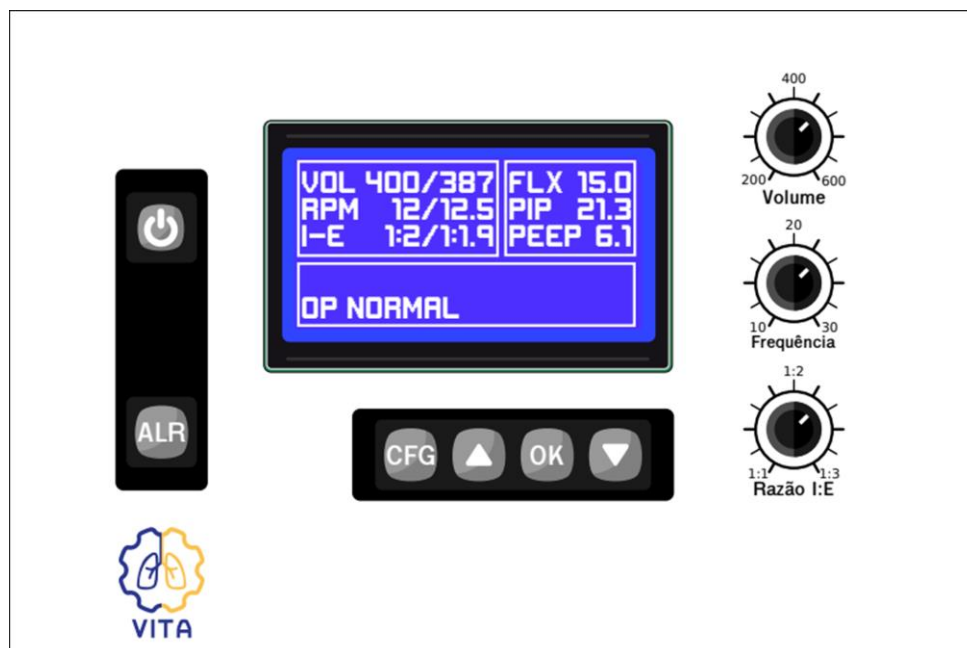 VOL 400/387
RPM 12/12.5
I-E 1:2/1:1.9
FLX 15.0
PIP 21.3
PEEP 6.1
OP NORMAL
ALR
CFG
OK
400
200
600
Volume
20
10
30
Frequência
1:2
1:1
1:3
Razão I:E
VITA